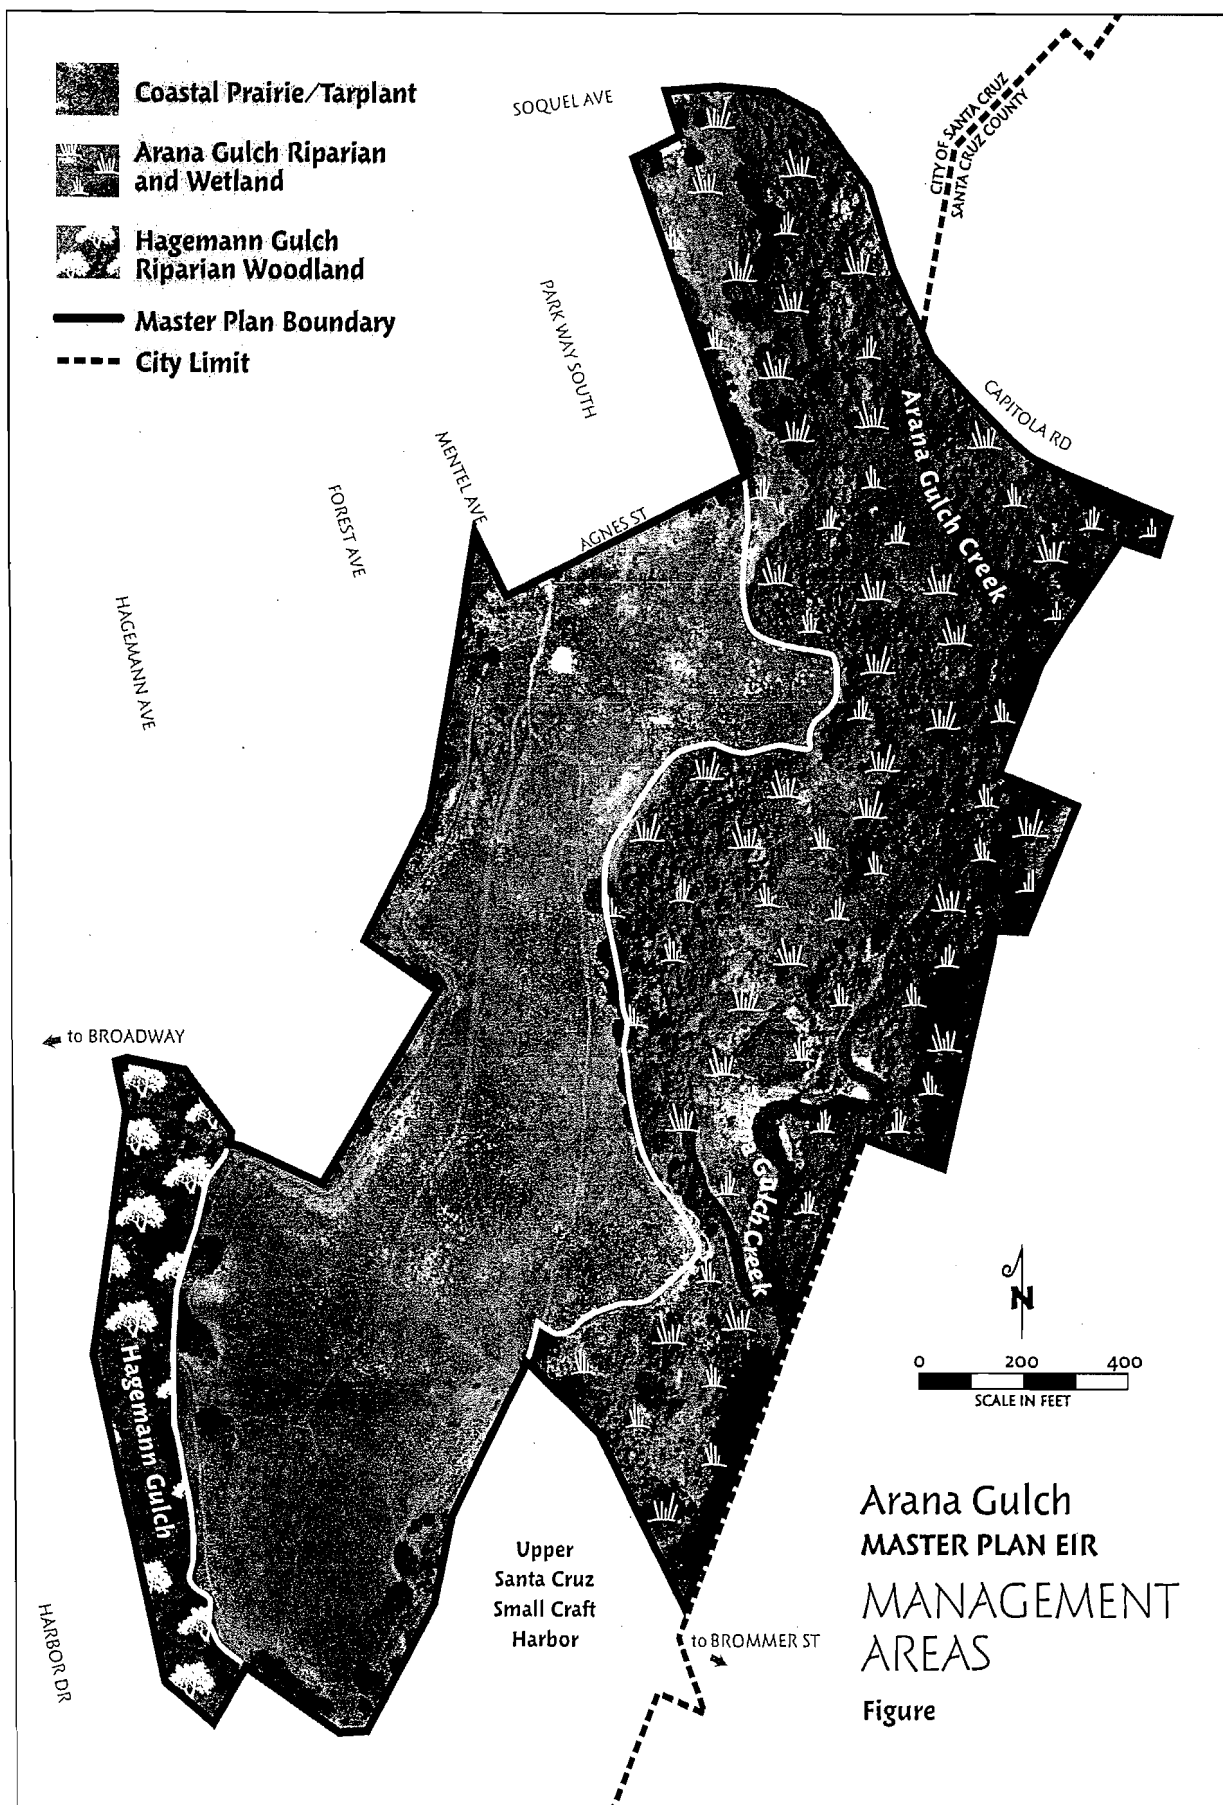 Coastal Prairie/Tarplant
Arana Gulch Riparian
and Wetland
Hagemann Gulch
Riparian Woodland
Master Plan Boundary
City Limit
SOQUEL AVE
CITY OF SANTA CRUZ
SANTA CRUZ COUNTY
PARK WAY SOUTH
CAPITOLA RD
Arana Gulch Creek
MENTEL AVE
AGNES ST
FOREST AVE
HAGEMANN AVE
to BROADWAY
Gulch Creek
N
0 200 400
SCALE IN FEET
Hagemann Gulch
HARBOR DR
Upper
Santa Cruz
Small Craft
Harbor
to BROMMER ST
Arana Gulch
MASTER PLAN EIR
MANAGEMENT
AREAS
Figure